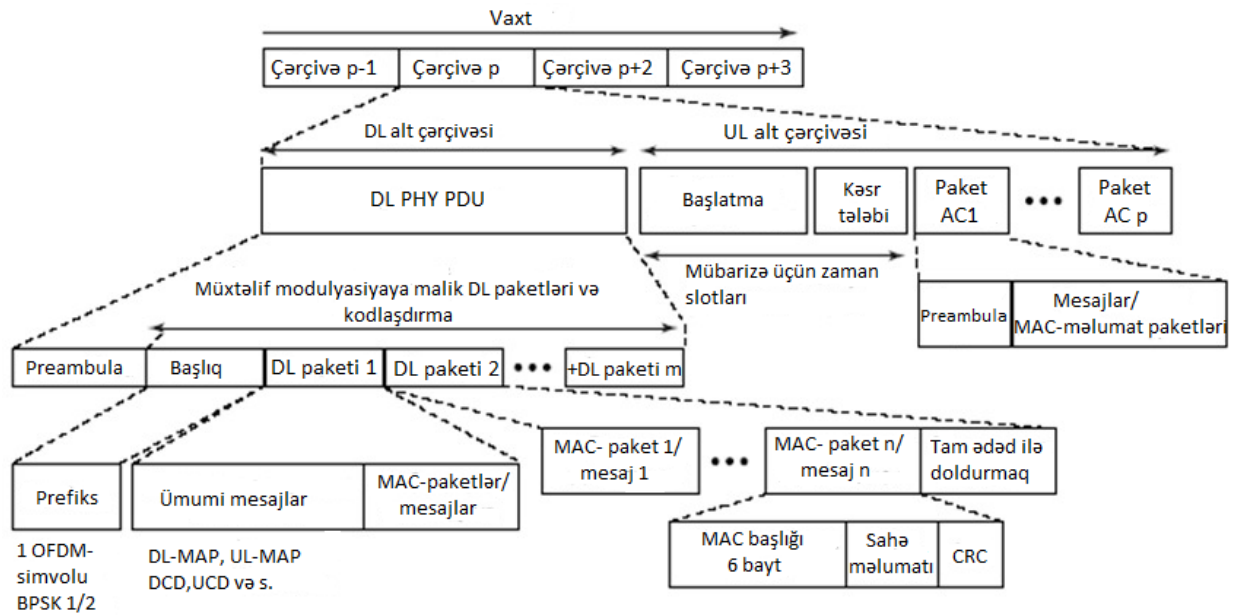 Vaxt
Çərçivə p-1 Çərçivə p Çərçivə p+2 Çərçivə p+3
DL alt çərçivəsi
UL alt çərçivəsi
DL PHY PDU
Başlatma
Kəsr
tələbi
Paket
AC1
•••
Paket
AC p
Mübarizə üçün zaman
slotları
Müxtəlif modulyasiyaya malik DL paketləri və
kodlaşdırma
Preambula
Mesajlar/
MAC-məlumat paketləri
Preambula
Başlıq
DL paketi 1
DL paketi 2
•••
+DL paketi m
MAC- paket 1/
mesaj 1
•••
MAC- paket n/
mesaj n
Tam ədəd ilə
doldurmaq
Prefiks
Ümumi mesajlar
MAC-paketlər/
mesajlar
MAC başlığı
6 bayt
Sahə
məlumatı
CRC
1 OFDM-
simvolu
BPSK 1/2
DL-MAP, UL-MAP
DCD,UCD və s.